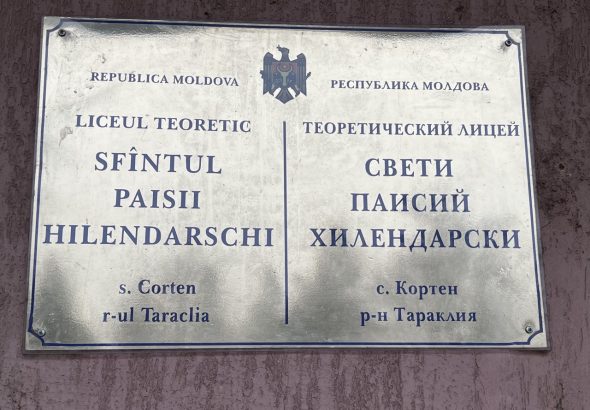 REPUBLICA MOLDOVA
LICEUL TEORETIC
SFÎNTUL
PAISII
HILENDARSCHI
s. Corten
r-ul Taraclia
РЕСПУБЛИКА МОЛДОВА
ТЕОРЕТИЧЕСКИЙ ЛИЦЕЙ
СВЕТИ
ПАИСИЙ
ХИЛЕНДАРСКИ
с. Кортен
р-н Тараклия